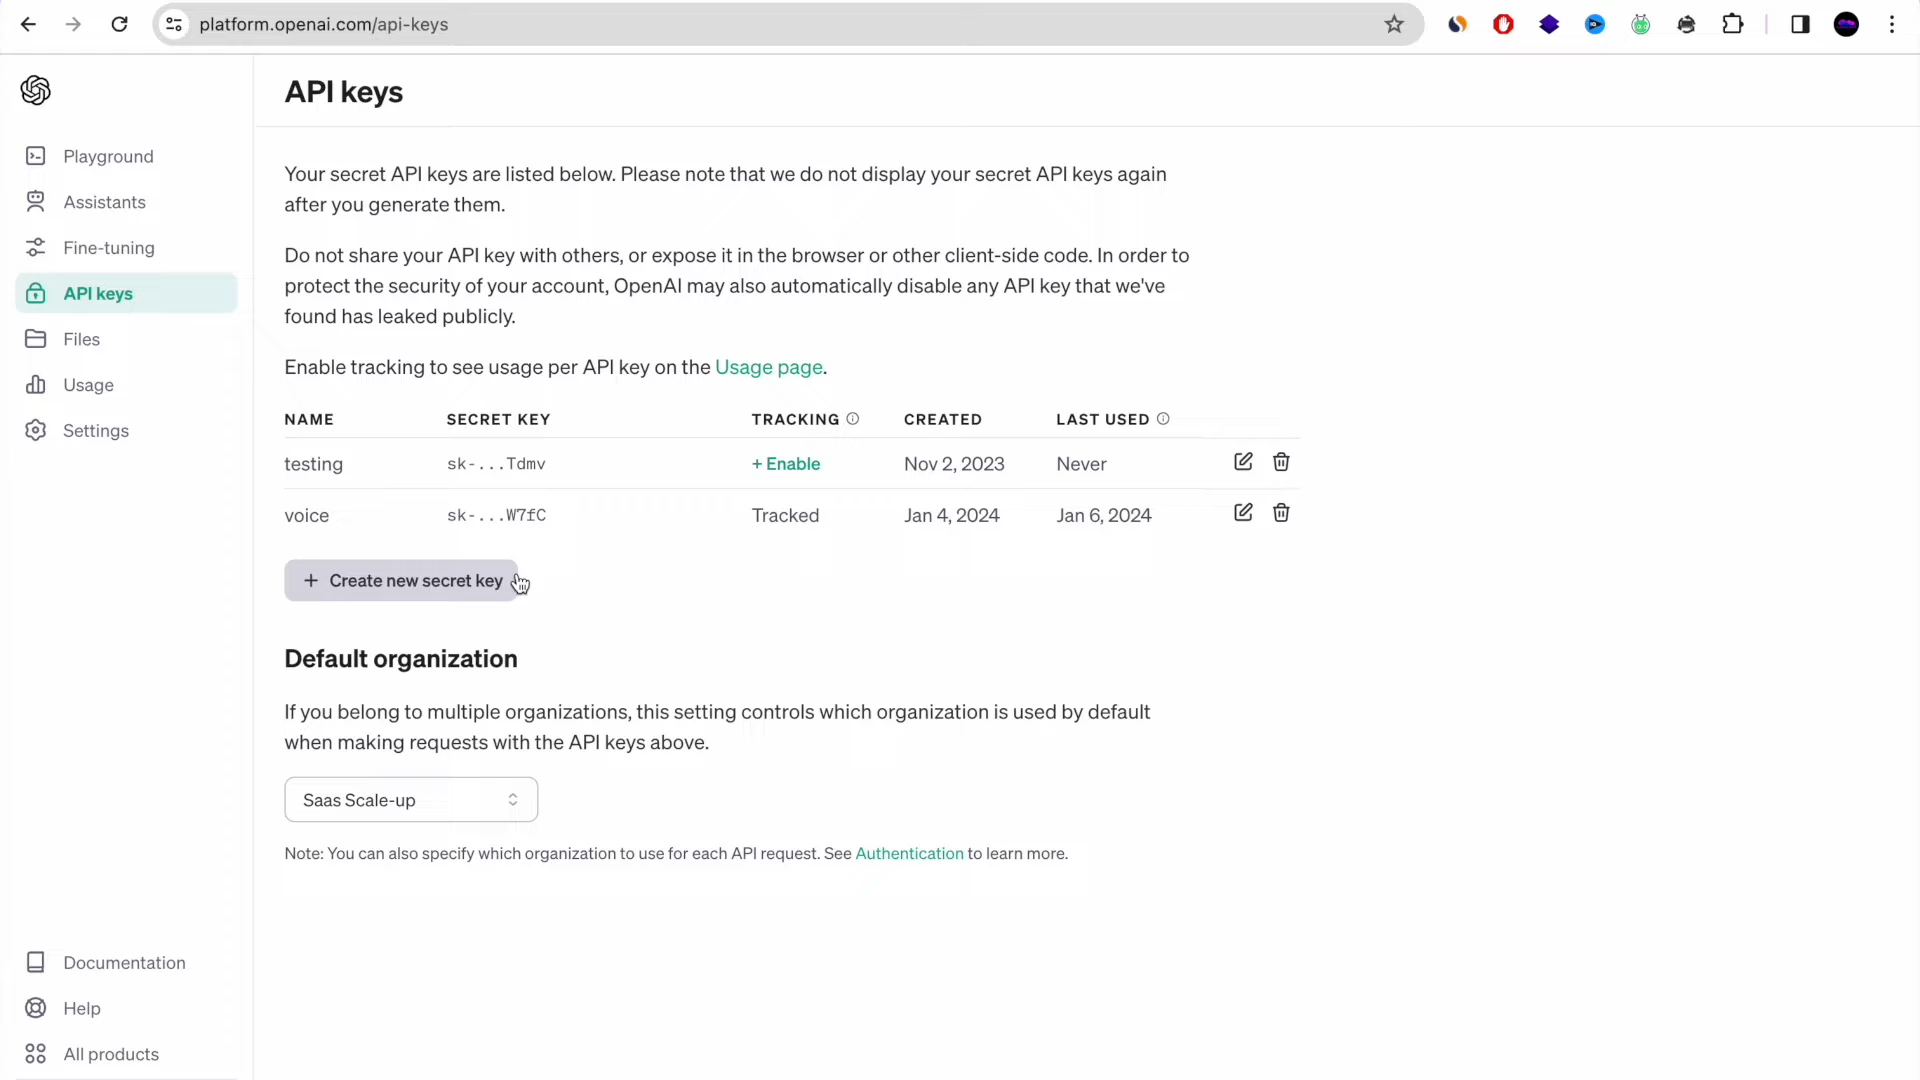 platform.openai.com/api-keys
API keys
Playground
Assistants
Fine-tuning
API keys
Files
Usage
Settings
Your secret API keys are listed below. Please note that we do not display your secret API keys again
after you generate them.
Do not share your API key with others, or expose it in the browser or other client-side code. In order to
protect the security of your account, OpenAI may also automatically disable any API key that we've
found has leaked publicly.
Enable tracking to see usage per API key on the Usage page.
NAME SECRET KEY TRACKING CREATED LAST USED
testing sk-...Tdmv + Enable Nov 2, 2023 Never
voice sk-...W7fC Tracked Jan 4, 2024 Jan 6, 2024
+ Create new secret key
Default organization
If you belong to multiple organizations, this setting controls which organization is used by default
when making requests with the API keys above.
Saas Scale-up
Note: You can also specify which organization to use for each API request. See Authentication to learn more.
Documentation
Help
All products